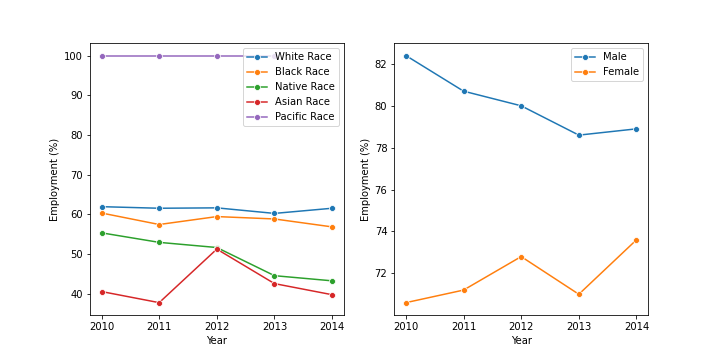 100
90
80
70
60
50
40
Employment (%)
2010 2011 2012 2013 2014
Year
White Race
Black Race
Native Race
Asian Race
Pacific Race
82
80
78
76
74
72
Employment (%)
2010 2011 2012 2013 2014
Year
Male
Female